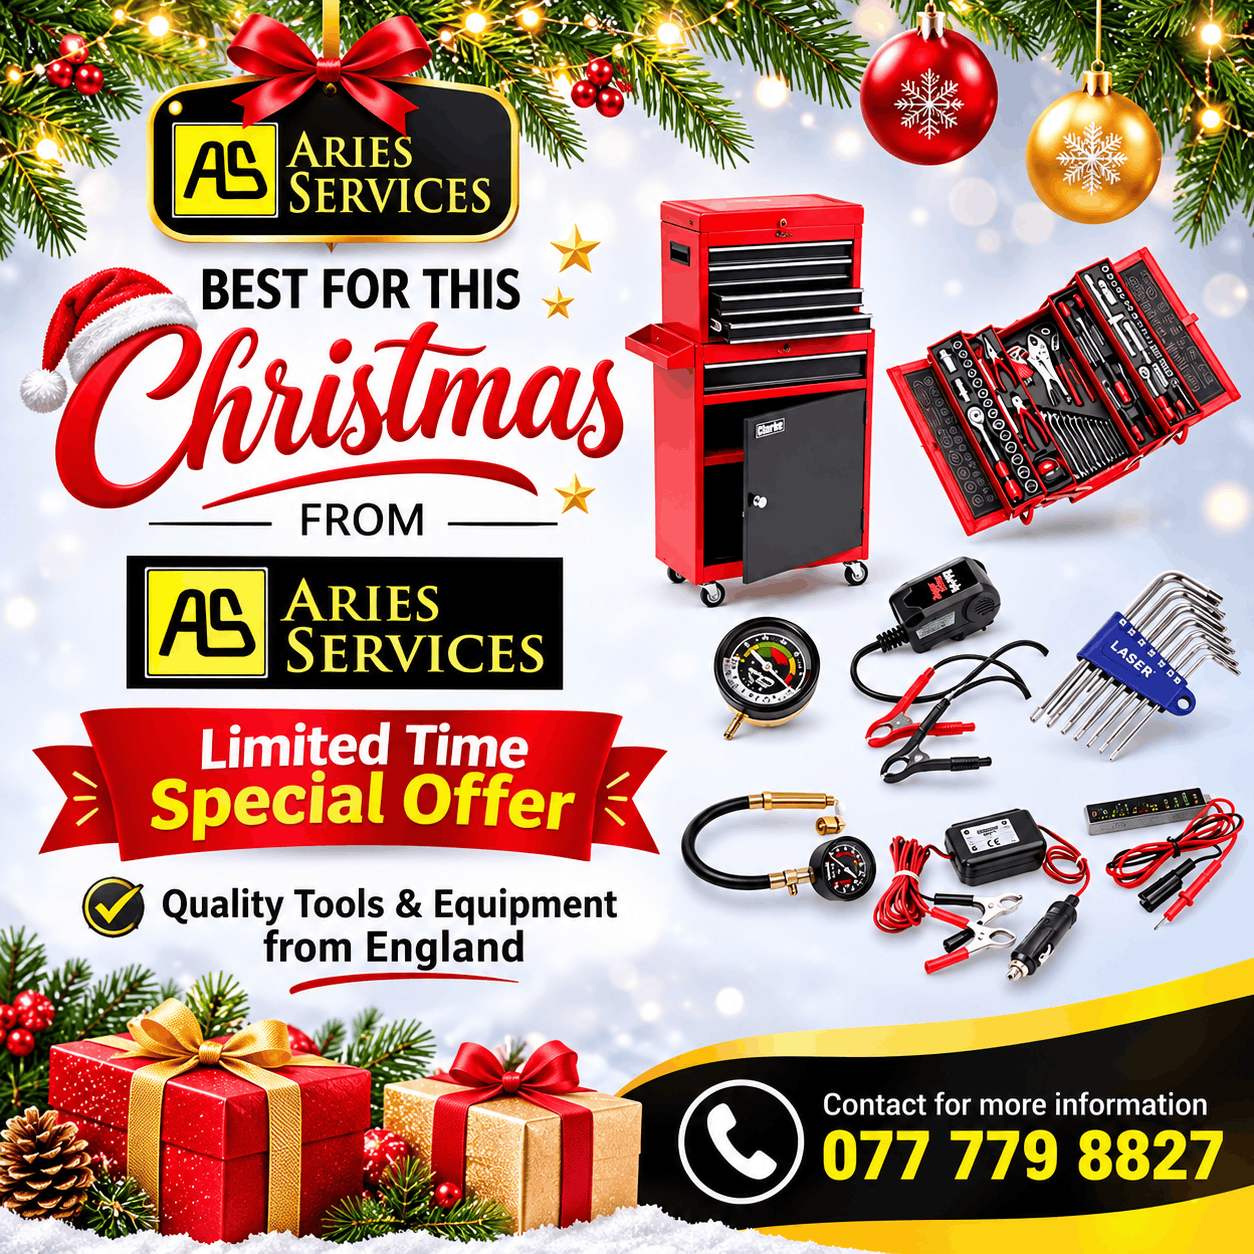 AS ARIES
SERVICES
BEST FOR THIS
Christmas
FROM
AS ARIES
SERVICES
Limited Time
Special Offer
Quality Tools & Equipment
from England
Clarke
LASER
CE
Contact for more information
077 779 8827